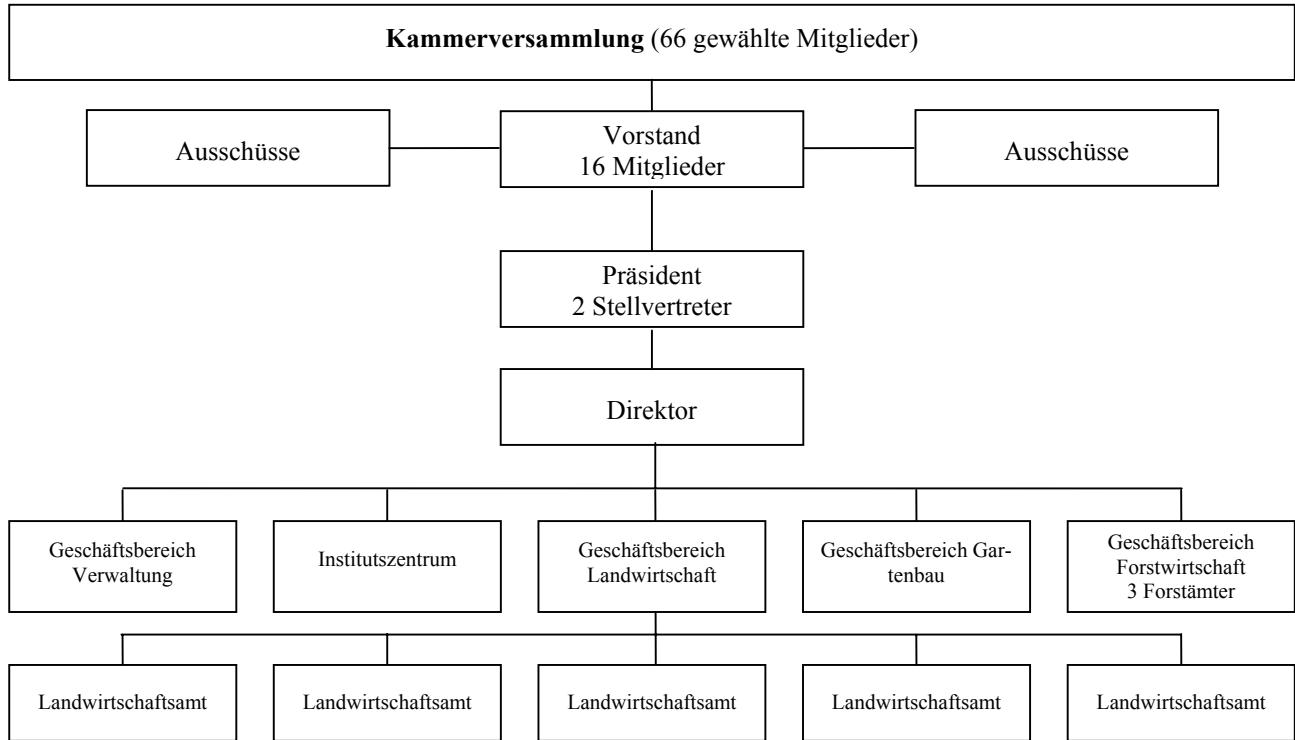 Kammerversammlung (66 gewählte Mitglieder)
Ausschüsse
Vorstand
16 Mitglieder
Ausschüsse
Präsident
2 Stellvertreter
Direktor
Geschäftsbereich
Verwaltung
Institutszentrum
Geschäftsbereich
Landwirtschaft
Geschäftsbereich Gar-
tenbau
Geschäftsbereich
Forstwirtschaft
3 Forstämter
Landwirtschaftsamt
Landwirtschaftsamt
Landwirtschaftsamt
Landwirtschaftsamt
Landwirtschaftsamt